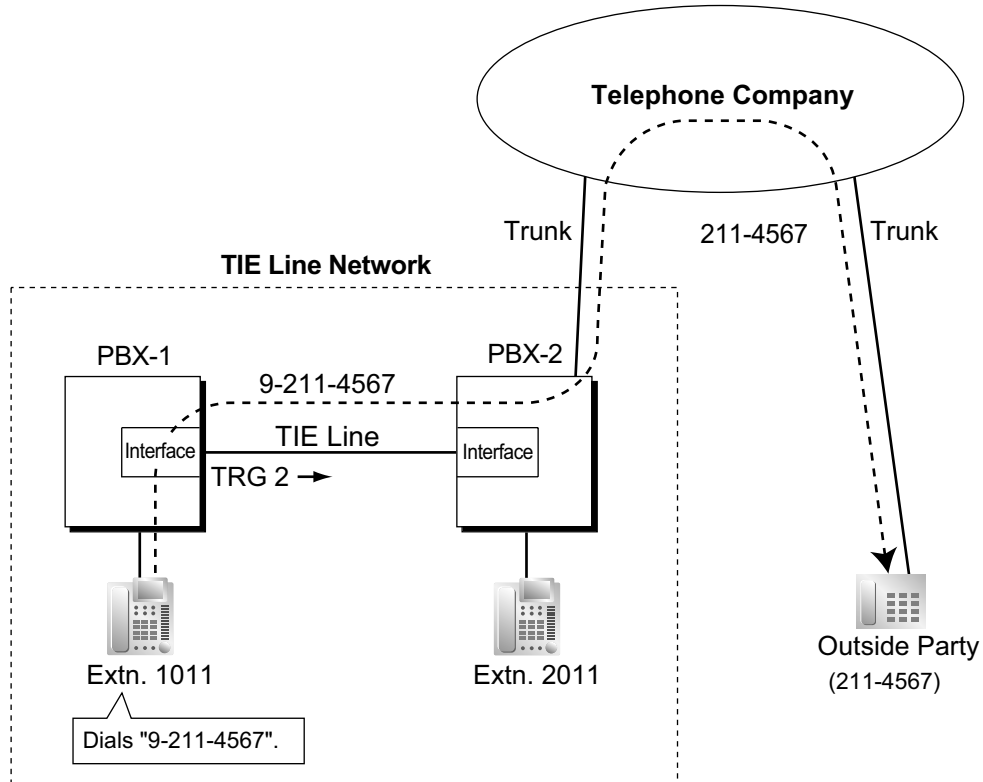 Telephone Company
Trunk
211-4567
Trunk
TIE Line Network
PBX-1
PBX-2
9-211-4567
Interface
TIE Line
Interface
TRG 2 →
Extn. 1011
Extn. 2011
Outside Party
(211-4567)
Dials "9-211-4567".